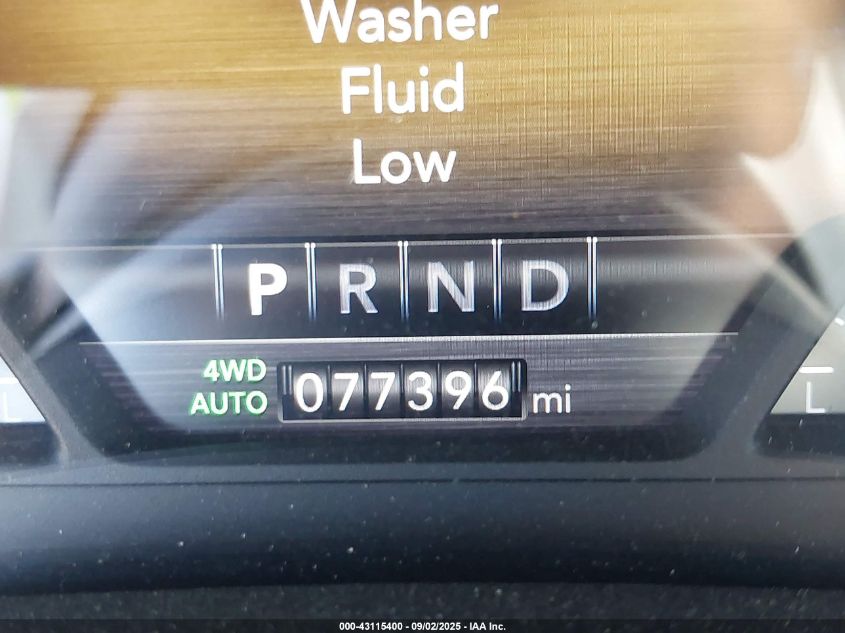 Washer
Fluid
Low
P R N D
4WD
AUTO
077396 mi
L
L
000-43115400 - 09/02/2025 - IAA Inc.